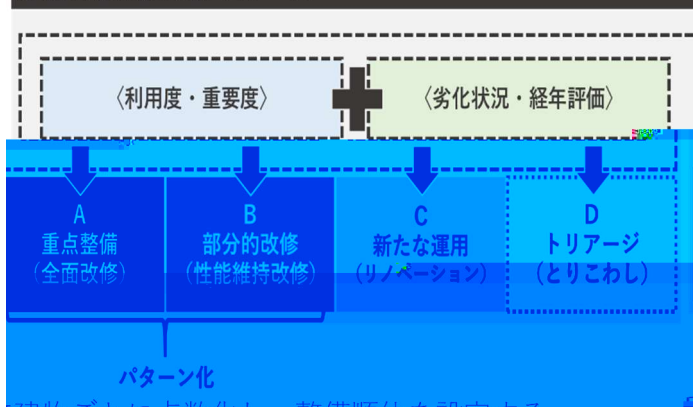 〈利用度・重要度〉
〈劣化状況・経年評価〉
A
重点整備
(全面改修)
B
部分的改修
(性能維持改修)
C
新たな運用
(リノベーション)
D
トリアージ
(とりこわし)
パターン化